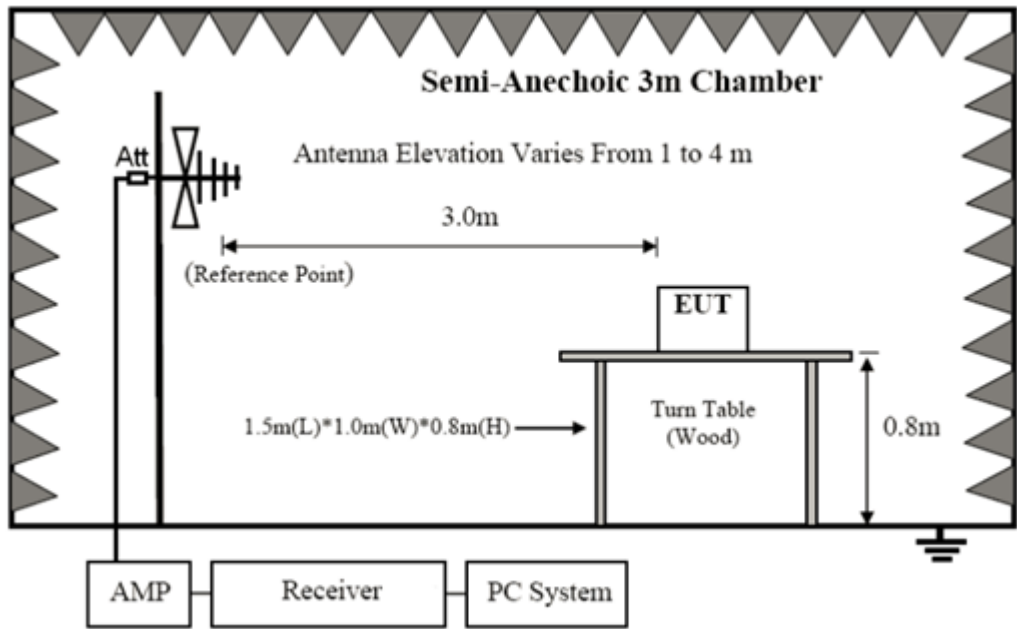 Semi-Anechoic 3m Chamber
Att
Antenna Elevation Varies From 1 to 4 m
3.0m
(Reference Point)
EUT
1.5m(L)*1.0m(W)*0.8m(H)
Turn Table
(Wood)
0.8m
AMP
Receiver
PC System